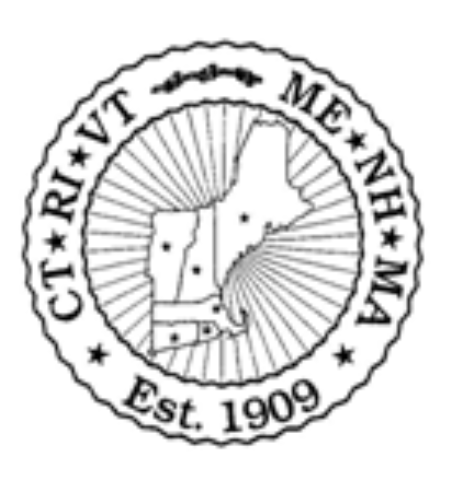 CT★RI★VT
ME★NH★MA
★ Est. 1909 ★